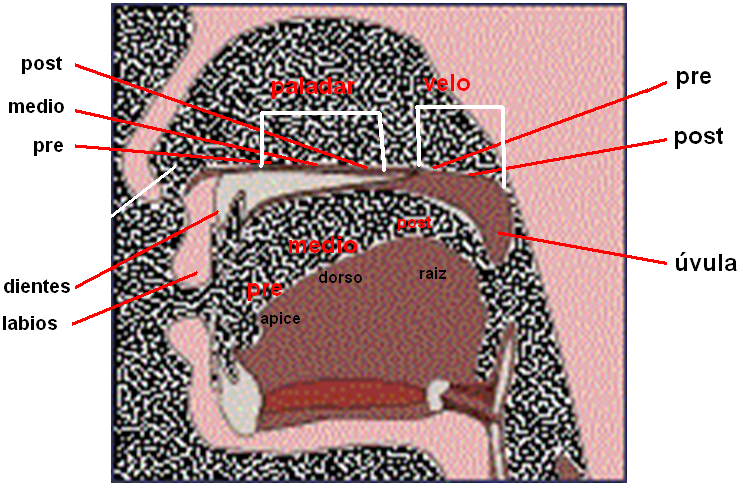 post
medio
pre
paladar
velo
pre
post
dientes
labios
post
medio
pre
dorso
raiz
apice
úvula